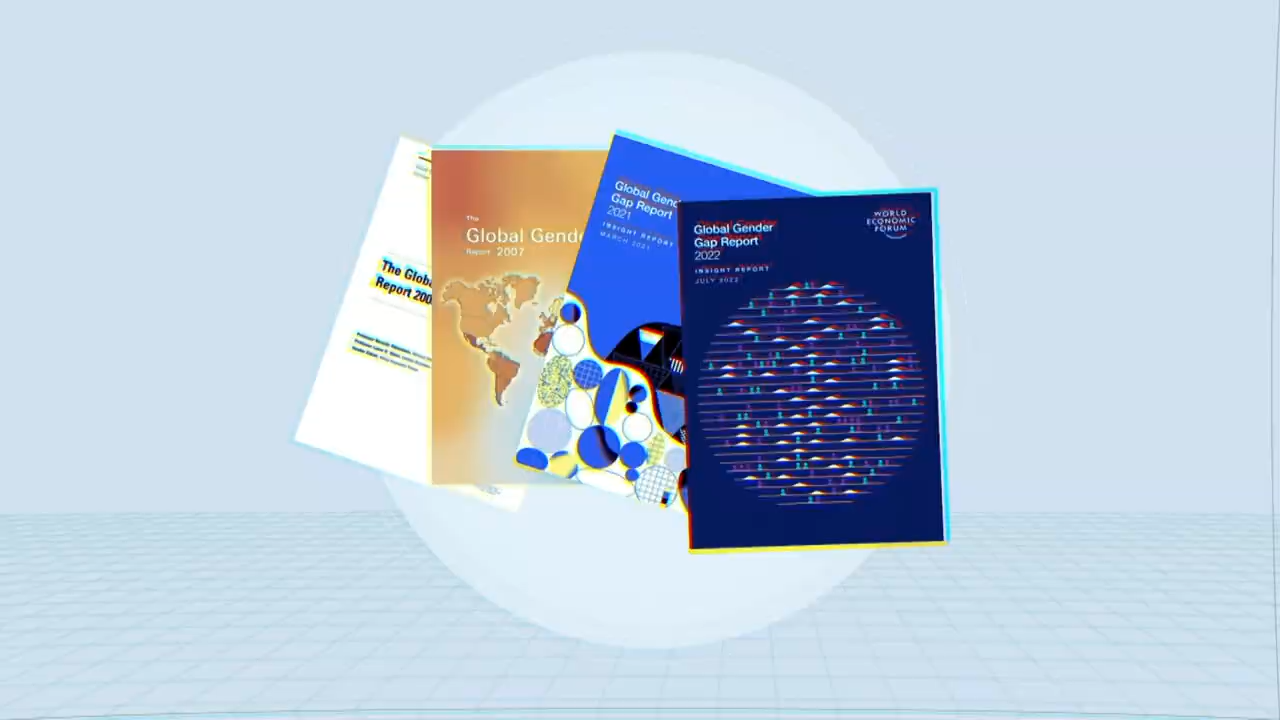 The Globa
Report 200
The
Global Gende
Report 2007
Global Gend
Gap Report
2021
INSIGHT REPORT
MARCH 2021
Global Gender
Gap Report
2022
INSIGHT REPORT
JULY 2022
WORLD
ECONOMIC
FORUM